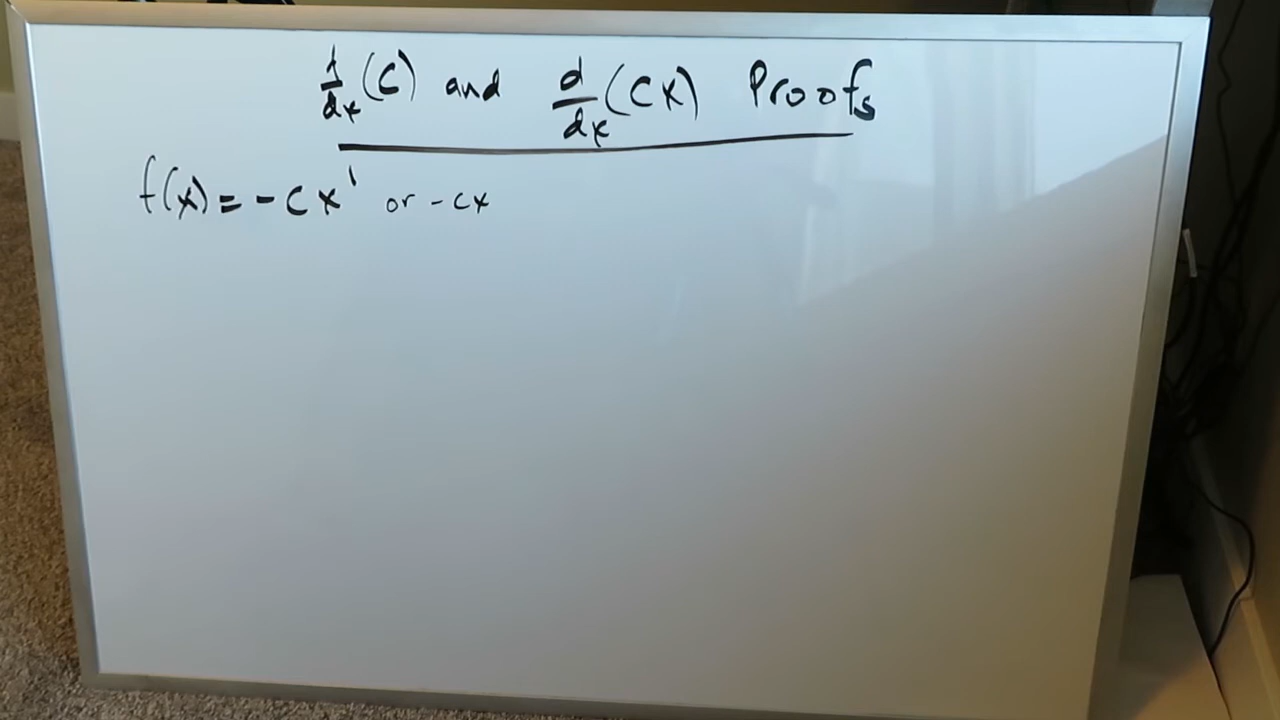 d/dx (C) and d/dx (CX) Proofs
f(x) = -Cx¹ or -Cx